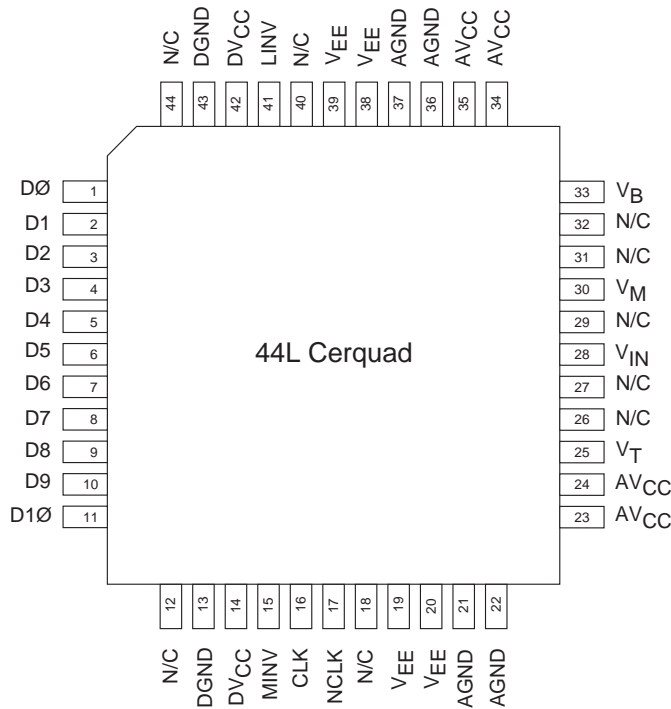 N/C DGND DVCC LINV N/C VEE VEE AGND AGND AVCC AVCC
44 43 42 41 40 39 38 37 36 35 34
DØ 1 33 VB
D1 2 32 N/C
D2 3 31 N/C
D3 4 30 VM
D4 5 29 N/C
D5 6 44L Cerquad 28 VIN
D6 7 27 N/C
D7 8 26 N/C
D8 9 25 VT
D9 10 24 AVCC
D1Ø 11 23 AVCC
12 13 14 15 16 17 18 19 20 21 22
N/C DGND DVCC MINV CLK NCLK N/C VEE VEE AGND AGND